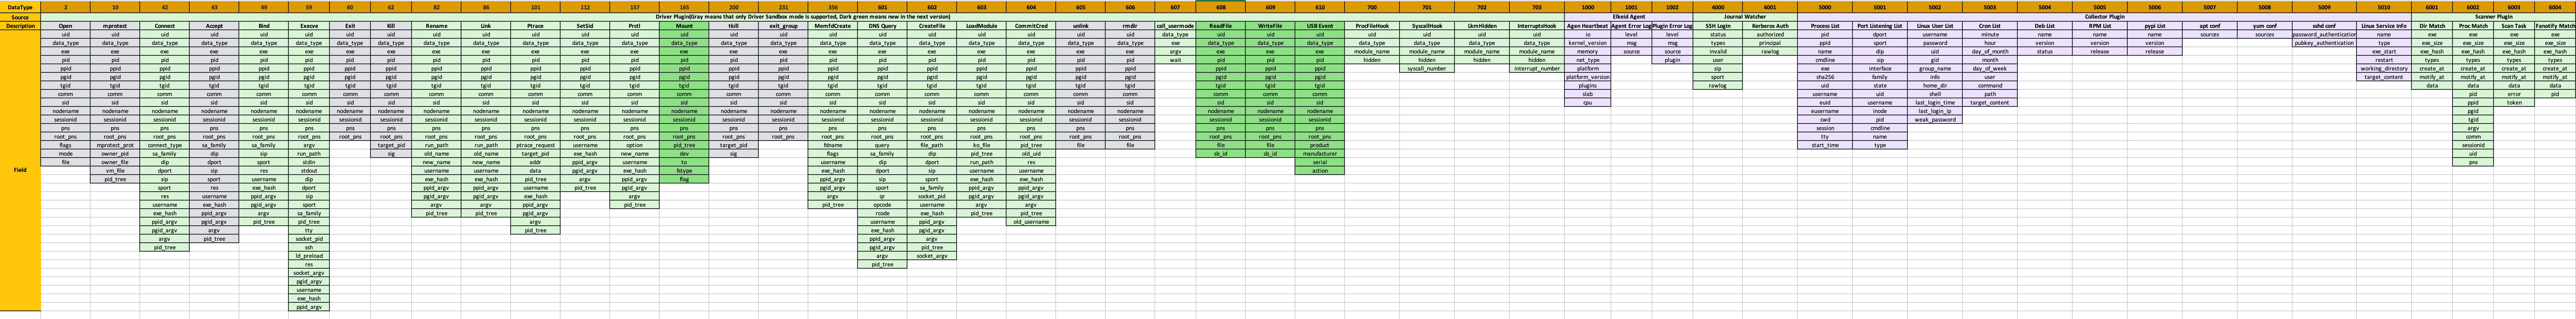 DataType 2 10 42 43 49 59 60 62 82 86 101 112 157 165 200 231 356 601 602 603 604 605 606 607 608 609 610 700 701 702 703 1000 1001 1002 4000 4001 5000 5001 5002 5003 5004 5005 5006 5007 5008 5009 5010 6001 6002 6003 6004
Source Driver Plugin(Gray means that only Driver Sandbox mode is supported, Dark green means new in the next version) Elkeid Agent Journal Watcher Collector Plugin Scanner Plugin
Description Open mprotect Connect Accept Bind Execve Exit Kill Rename Link Ptrace SetSid Prctl Mount tkill exit_group MemfdCreate DNS Query CreateFile LoadModule CommitCred unlink rmdir call_usermode ReadFile WriteFile USB Event ProcFileHook SyscallHook LkmHidden InterruptsHook Agen Heartbeat Agent Error Log Plugin Error Log SSH Login Kerberos Auth Process List Port Listening List Linux User List Cron List Deb List RPM List pypi List apt conf yum conf sshd conf Linux Service Info Dir Match Proc Match Scan Task Fanotify Match
uid uid uid uid uid uid uid uid uid uid uid uid uid uid uid uid uid uid uid uid uid uid uid data_type uid uid uid uid uid uid uid io level level status authorized pid dport username minute name name name sources sources password_authentication name exe exe exe exe
data_type data_type data_type data_type data_type data_type data_type data_type data_type data_type data_type data_type data_type data_type data_type data_type data_type data_type data_type data_type data_type data_type data_type exe data_type data_type data_type data_type data_type data_type data_type kernel_version msg msg types principal ppid sport password hour version version version pubkey_authentication type exe_size exe_size exe_size exe_size
exe exe exe exe exe exe exe exe exe exe exe exe exe exe exe exe exe exe exe exe exe exe exe argv exe exe exe module_name module_name module_name module_name memory source source invalid rawlog name dip uid day_of_month status release release exe_start exe_hash exe_hash exe_hash exe_hash
pid pid pid pid pid pid pid pid pid pid pid pid pid pid pid pid pid pid pid pid pid pid pid wait pid pid pid hidden hidden hidden hidden net_type plugin user cmdline sip gid month restart types types types types
ppid ppid ppid ppid ppid ppid ppid ppid ppid ppid ppid ppid ppid ppid ppid ppid ppid ppid ppid ppid ppid ppid ppid ppid ppid ppid syscall_number interrupt_number platform sip exe interface group_name day_of_week working_directory create_at create_at create_at create_at
pgid pgid pgid pgid pgid pgid pgid pgid pgid pgid pgid pgid pgid pgid pgid pgid pgid pgid pgid pgid pgid pgid pgid pgid pgid pgid platform_version sport sha256 family info user target_content motify_at motify_at motify_at motify_at
tgid tgid tgid tgid tgid tgid tgid tgid tgid tgid tgid tgid tgid tgid tgid tgid tgid tgid tgid tgid tgid tgid tgid tgid tgid tgid plugins rawlog uid state home_dir command data data data data
comm comm comm comm comm comm comm comm comm comm comm comm comm comm comm comm comm comm comm comm comm comm comm comm comm comm slab username uid shell path pid error pid
sid sid sid sid sid sid sid sid sid sid sid sid sid sid sid sid sid sid sid sid sid sid sid sid sid sid cpu euid username last_login_time target_content ppid token
nodename nodename nodename nodename nodename nodename nodename nodename nodename nodename nodename nodename nodename nodename nodename nodename nodename nodename nodename nodename nodename nodename nodename nodename nodename nodename eusername inode last_login_ip pgid
sessionid sessionid sessionid sessionid sessionid sessionid sessionid sessionid sessionid sessionid sessionid sessionid sessionid sessionid sessionid sessionid sessionid sessionid sessionid sessionid sessionid sessionid sessionid sessionid sessionid sessionid cwd pid weak_password tgid
pns pns pns pns pns pns pns pns pns pns pns pns pns pns pns pns pns pns pns pns pns pns pns pns pns pns session cmdline argv
root_pns root_pns root_pns root_pns root_pns root_pns root_pns root_pns root_pns root_pns root_pns root_pns root_pns root_pns root_pns root_pns root_pns root_pns root_pns root_pns root_pns root_pns root_pns root_pns root_pns root_pns tty name comm
flags mprotect_prot connect_type sa_family sa_family argv target_pid run_path run_path ptrace_request username option pid_tree target_pid fdname query file_path ko_file old_uid file file file file product start_time type sessionid
mode owner_pid sa_family dip sip run_path sig old_name old_name target_pid exe_hash new_name dev sig flags sa_family dip pid_tree res sb_id sb_id manufacturer uid
file owner_file dip dport sport stdin new_name new_name addr ppid_argv username to username dip dport run_path username serial pns
Field vm_file dport sip res stdout username username data pgid_argv exe_hash fstype exe_hash dport sip username exe_hash action
pid_tree sip sport username dip exe_hash exe_hash pid_tree argv ppid_argv flag ppid_argv sip sport exe_hash ppid_argv
sport res exe_hash dport ppid_argv ppid_argv username pid_tree pgid_argv pgid_argv sport sa_family ppid_argv pgid_argv
res username ppid_argv sip pgid_argv pgid_argv exe_hash argv argv qr socket_pid pgid_argv argv
username exe_hash pgid_argv sport argv argv ppid_argv pid_tree pid_tree opcode username argv pid_tree
exe_hash ppid_argv argv sa_family pid_tree pid_tree pgid_argv rcode exe_hash pid_tree old_username
ppid_argv pgid_argv pid_tree pid_tree argv username ppid_argv
pgid_argv argv tty pid_tree exe_hash argv
argv pid_tree socket_pid ppid_argv pid_tree
pid_tree ssh pgid_argv socket_argv
ld_preload argv
res pid_tree
socket_argv
pgid_argv
username
exe_hash
ppid_argv